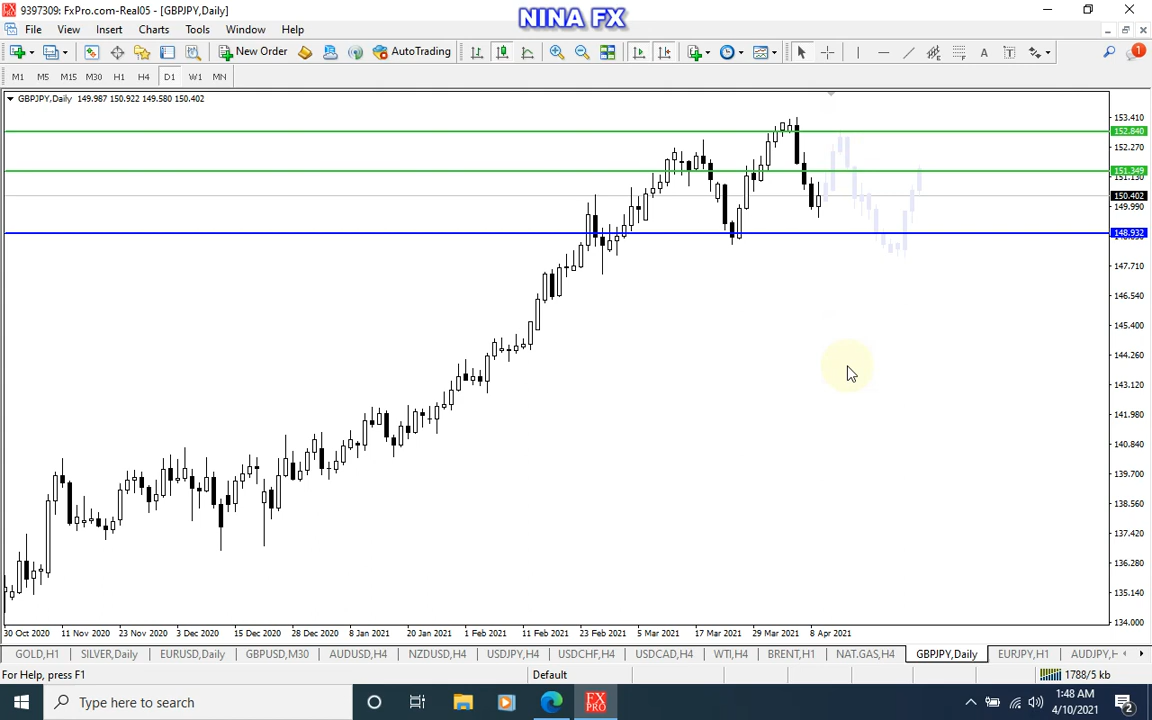 9397309: FxPro.com-Real05 - [GBPJPY,Daily]
NINA FX
File View Insert Charts Tools Window Help
New Order AutoTrading
M1 M5 M15 M30 H1 H4 D1 W1 MN
GBPJPY,Daily 149.987 150.922 149.580 150.402
153.410
152.840
152.270
151.349
151.130
150.402
149.990
148.932
147.710
146.540
145.400
144.260
143.120
141.980
140.840
139.700
138.560
137.420
136.280
135.140
134.000
30 Oct 2020 11 Nov 2020 23 Nov 2020 3 Dec 2020 15 Dec 2020 28 Dec 2020 8 Jan 2021 20 Jan 2021 1 Feb 2021 11 Feb 2021 23 Feb 2021 5 Mar 2021 17 Mar 2021 29 Mar 2021 8 Apr 2021
GOLD,H1 SILVER,Daily EURUSD,Daily GBPUSD,M30 AUDUSD,H4 NZDUSD,H4 USDJPY,H4 USDCHF,H4 USDCAD,H4 WTI,H4 BRENT,H1 NAT.GAS,H4 GBPJPY,Daily EURJPY,H1 AUDJPY,H
For Help, press F1 Default 1788/5 kb
Type here to search
1:48 AM
4/10/2021